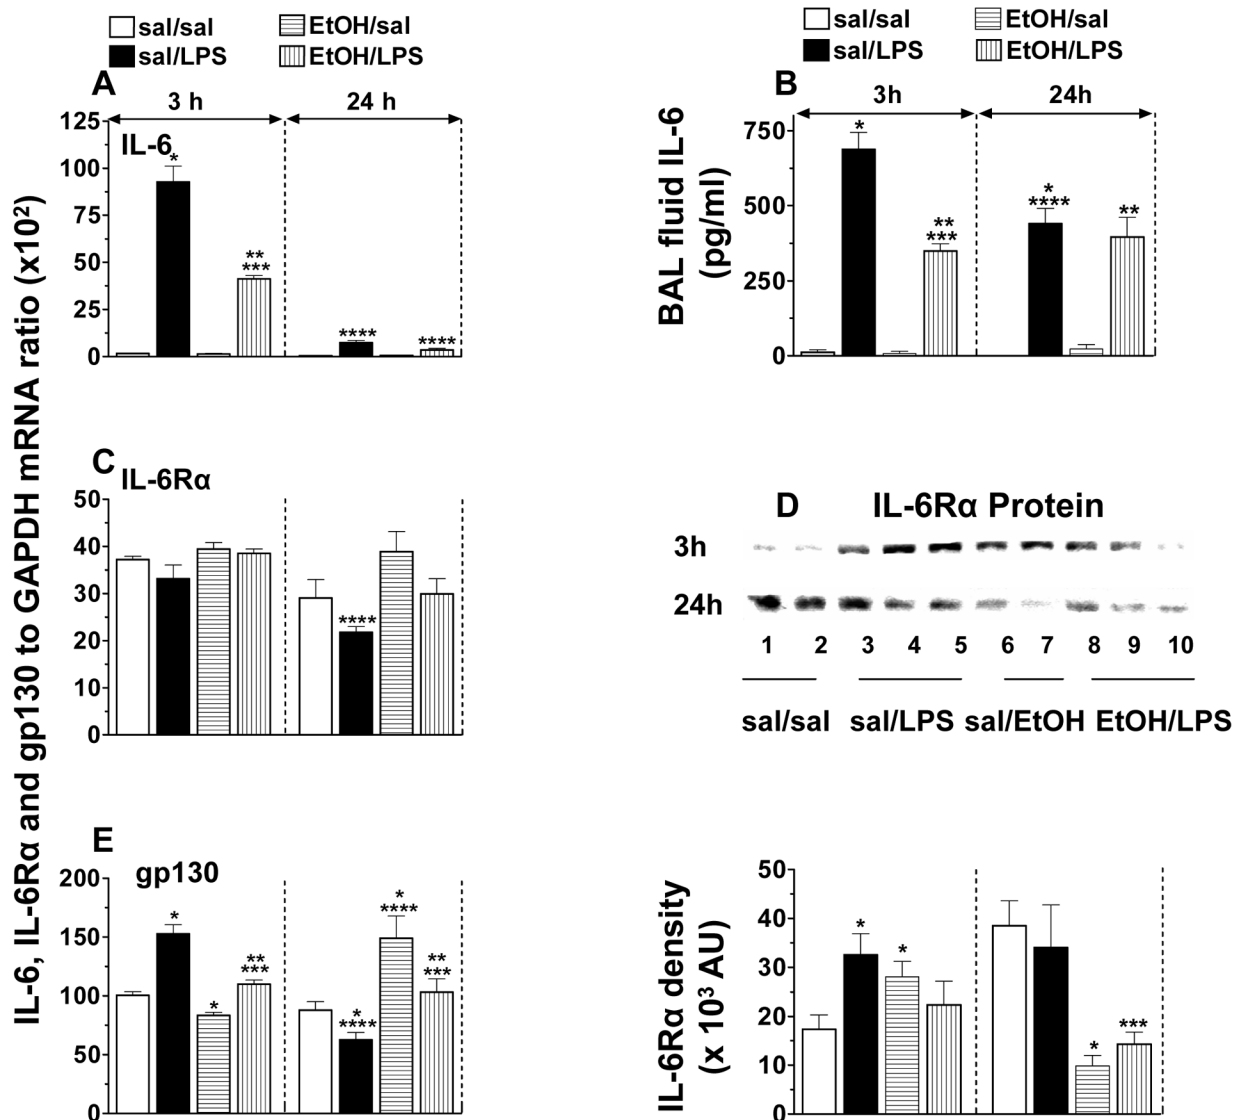 sal/sal EtOH/sal
sal/LPS EtOH/LPS
A
3 h 24 h
IL-6
125
100
75
50
25
0
*
**
***
****
****
sal/sal EtOH/sal
sal/LPS EtOH/LPS
B
3h 24h
BAL fluid IL-6
(pg/ml)
750
500
250
0
*
**
***
*
****
**
IL-6, IL-6Rα and gp130 to GAPDH mRNA ratio (x10²)
C
IL-6Rα
50
40
30
20
10
0
****
D IL-6Rα Protein
3h
24h
1 2 3 4 5 6 7 8 9 10
sal/sal sal/LPS sal/EtOH EtOH/LPS
E
gp130
200
150
100
50
0
*
*
**
***
*
****
*
****
**
***
IL-6Rα density
(x 10³ AU)
50
40
30
20
10
0
*
*
*
***